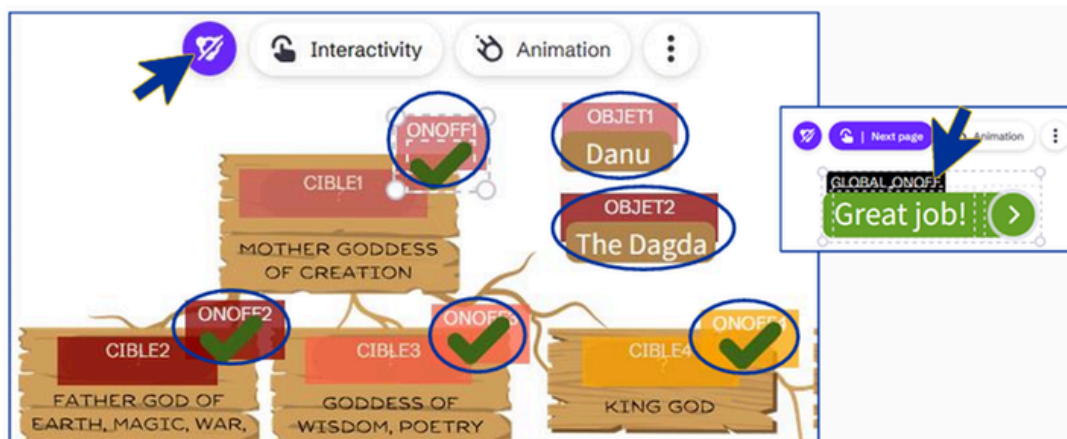 Interactivity
Animation
ONOFF1
OBJET1
Danu
CIBLE1
OBJET2
The Dagda
MOTHER GODDESS
OF CREATION
Next page
Animation
GLOBAL_ONOFF
Great job!
ONOFF2
CIBLE2
FATHER GOD OF
EARTH, MAGIC, WAR,
ONOFF3
CIBLE3
?
GODDESS OF
WISDOM, POETRY
ONOFF4
CIBLE4
?
KING GOD